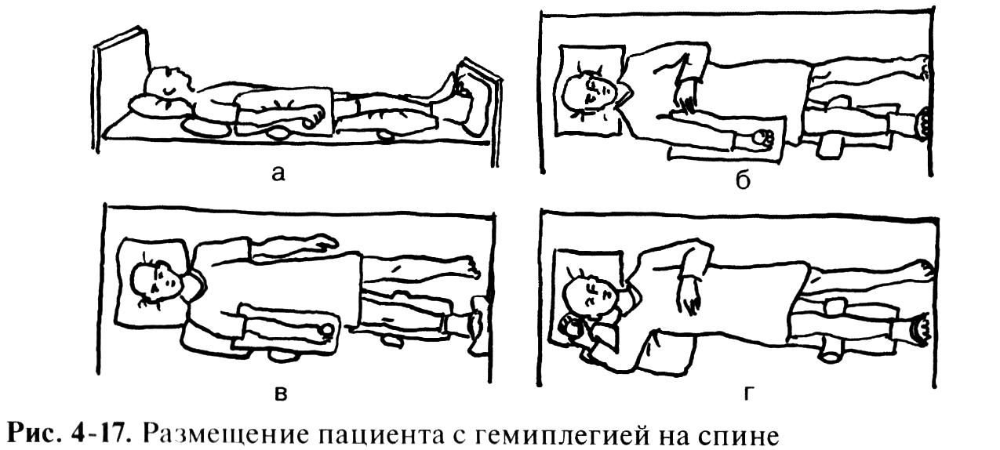 а
б
в
г
Рис. 4-17. Размещение пациента с гемиплегией на спине